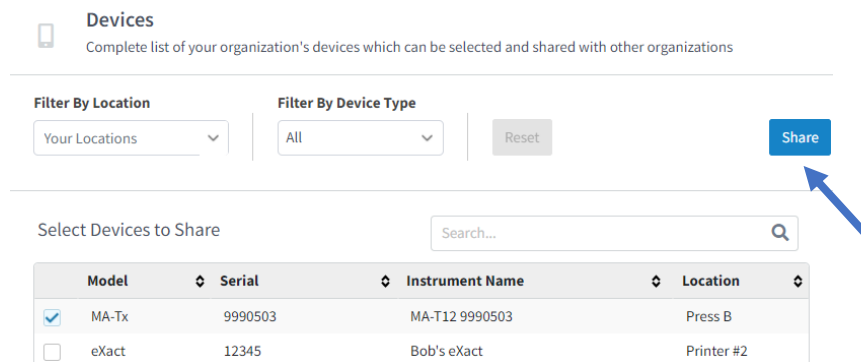 Devices
Complete list of your organization's devices which can be selected and shared with other organizations
Filter By Location Filter By Device Type
Your Locations All Reset Share
Select Devices to Share Search...
Model Serial Instrument Name Location
MA-Tx 9990503 MA-T12 9990503 Press B
eXact 12345 Bob's eXact Printer #2